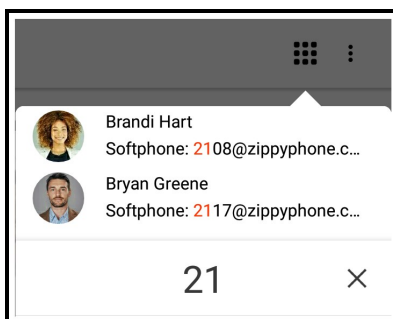 Brandi Hart
Softphone: 2108@zippyphone.c...
Bryan Greene
Softphone: 2117@zippyphone.c...
21